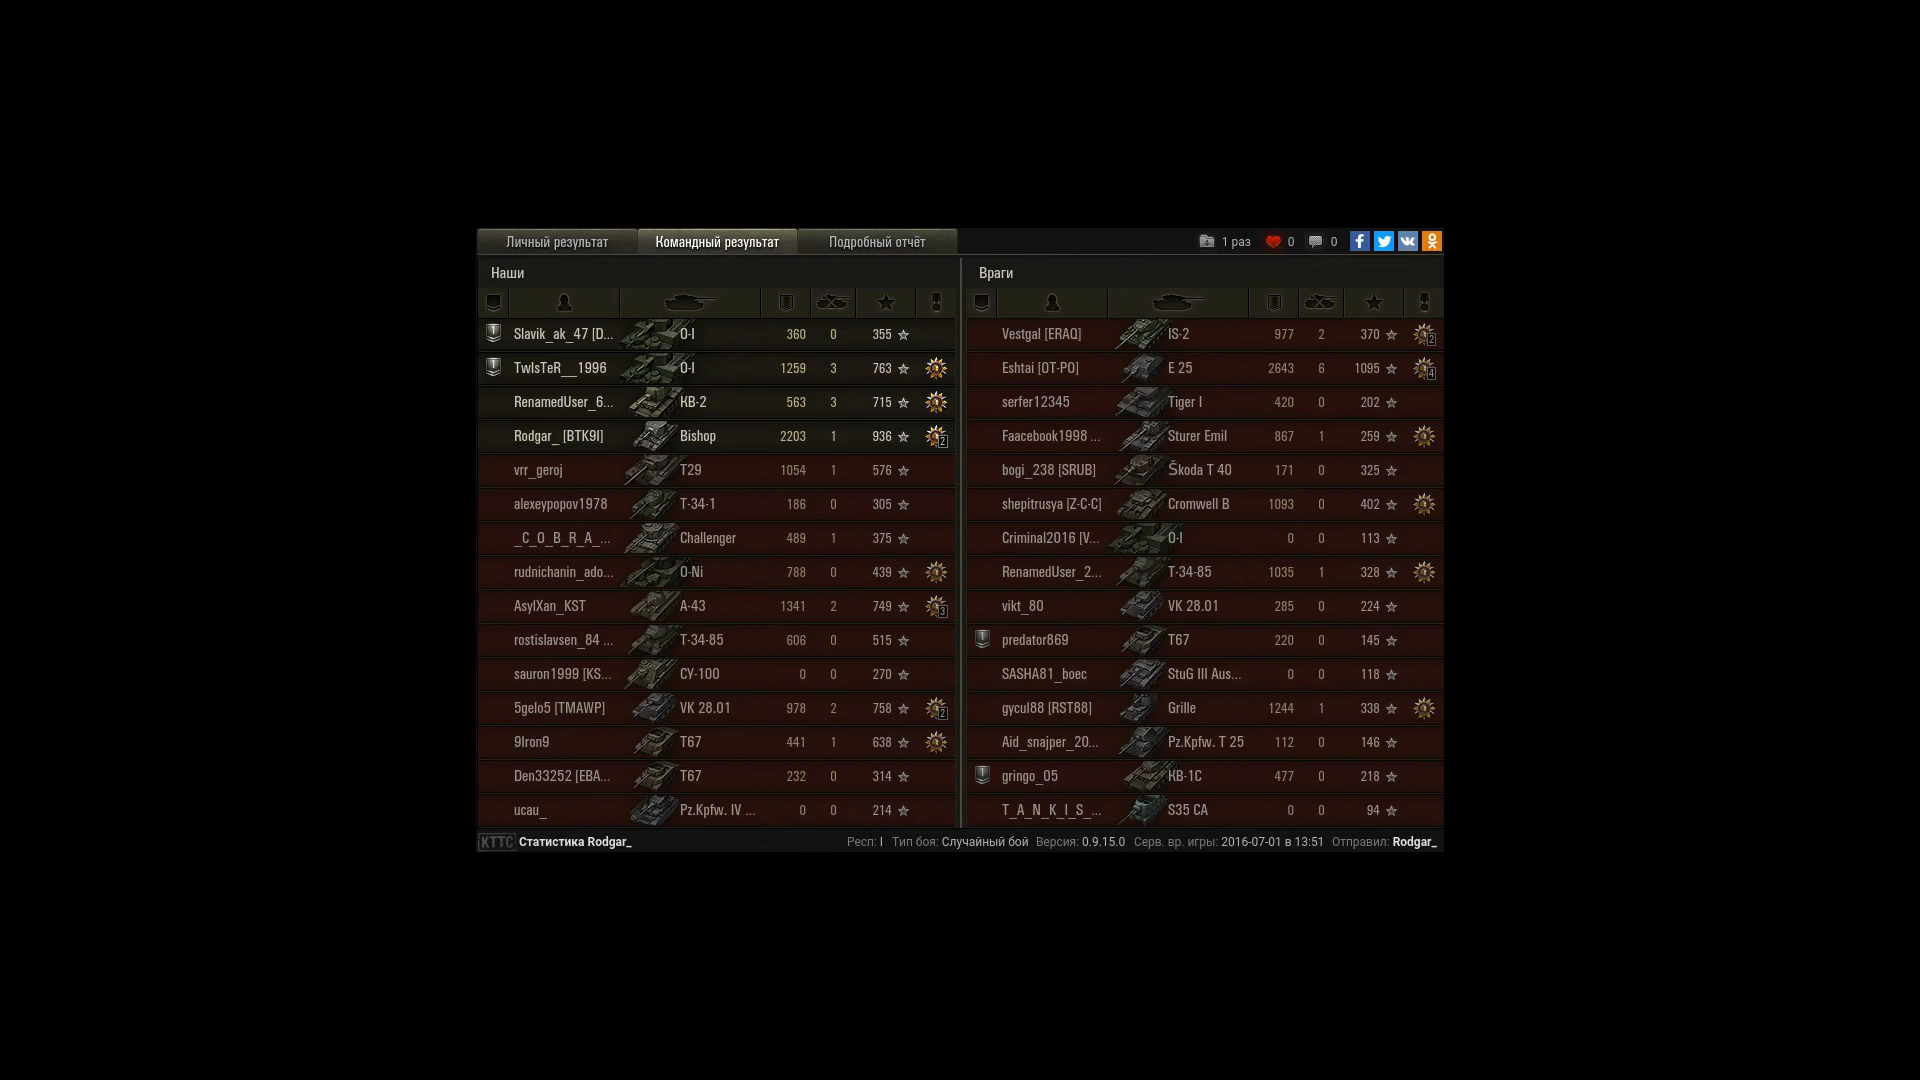 Личный результат Командный результат Подробный отчёт 1 раз 0 0
Наши
Slavik_ak_47 [D... O-I 360 0 355
TwIsTeR__1996 O-I 1259 3 763
RenamedUser_6... КВ-2 563 3 715
Rodgar_ [BTK9I] Bishop 2203 1 936 2
vrr_geroj T29 1054 1 576
alexeypopov1978 T-34-1 186 0 305
_C_O_B_R_A_... Challenger 489 1 375
rudnichanin_ado... O-Ni 788 0 439
AsylXan_KST А-43 1341 2 749 3
rostislavsen_84 ... Т-34-85 606 0 515
sauron1999 [KS... СУ-100 0 0 270
5gelo5 [TMAWP] VK 28.01 978 2 758 2
9Iron9 T67 441 1 638
Den33252 [EBA... T67 232 0 314
ucau_ Pz.Kpfw. IV ... 0 0 214
Враги
Vestgal [ERAQ] IS-2 977 2 370 2
Eshtai [OT-PO] E 25 2643 6 1095 4
serfer12345 Tiger I 420 0 202
Faacebook1998 ... Sturer Emil 867 1 259
bogi_238 [SRUB] Škoda T 40 171 0 325
shepitrusya [Z-C-C] Cromwell B 1093 0 402
Criminal2016 [V... O-I 0 0 113
RenamedUser_2... Т-34-85 1035 1 328
vikt_80 VK 28.01 285 0 224
predator869 T67 220 0 145
SASHA81_boec StuG III Aus... 0 0 118
gycul88 [RST88] Grille 1244 1 338
Aid_snajper_20... Pz.Kpfw. T 25 112 0 146
gringo_05 КВ-1С 477 0 218
T_A_N_K_I_S_... S35 CA 0 0 94
КТТС Статистика Rodgar_ Респ: I Тип боя: Случайный бой Версия: 0.9.15.0 Серв. вр. игры: 2016-07-01 в 13:51 Отправил: Rodgar_